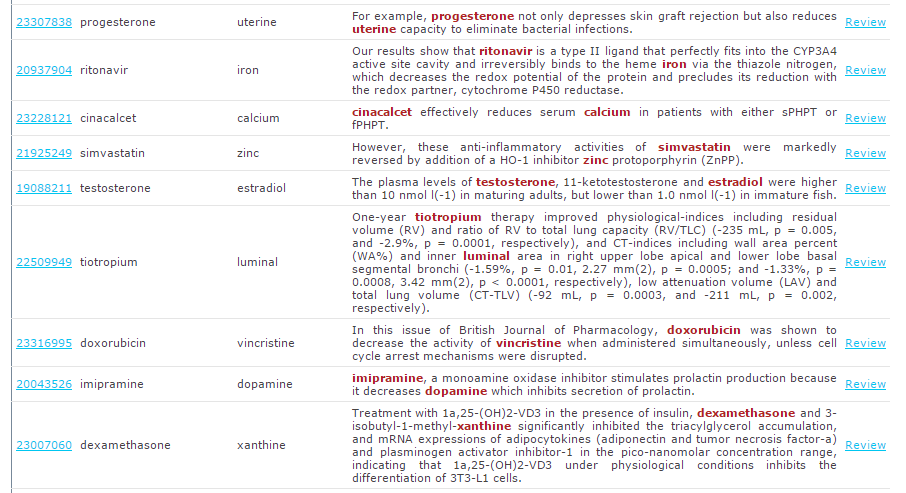 For example, progesterone not only depresses skin graft rejection but also reduces
23307838 progesterone uterine Review
uterine capacity to eliminate bacterial infections.
Our results show that ritonavir is a type II ligand that perfectly fits into the CYP3A4
active site cavity and irreversibly binds to the heme iron via the thiazole nitrogen,
20937904 ritonavir iron Review
which decreases the redox potential of the protein and precludes its reduction with
the redox partner, cytochrome P450 reductase.
cinacalcet effectively reduces serum calcium in patients with either sPHPT or
23228121 cinacalcet calcium Review
fPHPT.
However, these anti-inflammatory activities of simvastatin were markedly
21925249 simvastatin zinc Review
reversed by addition of a HO-1 inhibitor zinc protoporphyrin (ZnPP).
The plasma levels of testosterone, 11-ketotestosterone and estradiol were higher
19088211 testosterone estradiol Review
than 10 nmol l(-1) in maturing adults, but lower than 1.0 nmol l(-1) in immature fish.
One-year tiotropium therapy improved physiological-indices including residual
volume (RV) and ratio of RV to total lung capacity (RV/TLC) (-235 mL, p = 0.005,
and -2.9%, p = 0.0001, respectively), and CT-indices including wall area percent
(WA%) and inner luminal area in right upper lobe apical and lower lobe basal
22509949 tiotropium luminal Review
segmental bronchi (-1.59%, p = 0.01, 2.27 mm(2), p = 0.0005; and -1.33%, p =
0.0008, 3.42 mm(2), p < 0.0001, respectively), low attenuation volume (LAV) and
total lung volume (CT-TLV) (-92 mL, p = 0.0003, and -211 mL, p = 0.002,
respectively).
In this issue of British Journal of Pharmacology, doxorubicin was shown to
23316995 doxorubicin vincristine Review
decrease the activity of vincristine when administered simultaneously, unless cell
cycle arrest mechanisms were disrupted.
imipramine, a monoamine oxidase inhibitor stimulates prolactin production because
20043526 imipramine dopamine Review
it decreases dopamine which inhibits secretion of prolactin.
Treatment with 1a,25-(OH)2-VD3 in the presence of insulin, dexamethasone and 3-
isobutyl-1-methyl-xanthine significantly inhibited the triacylglycerol accumulation,
and mRNA expressions of adipocytokines (adiponectin and tumor necrosis factor-a)
23007060 dexamethasone xanthine Review
and plasminogen activator inhibitor-1 in the pico-nanomolar concentration range,
indicating that 1a,25-(OH)2-VD3 under physiological conditions inhibits the
differentiation of 3T3-L1 cells.